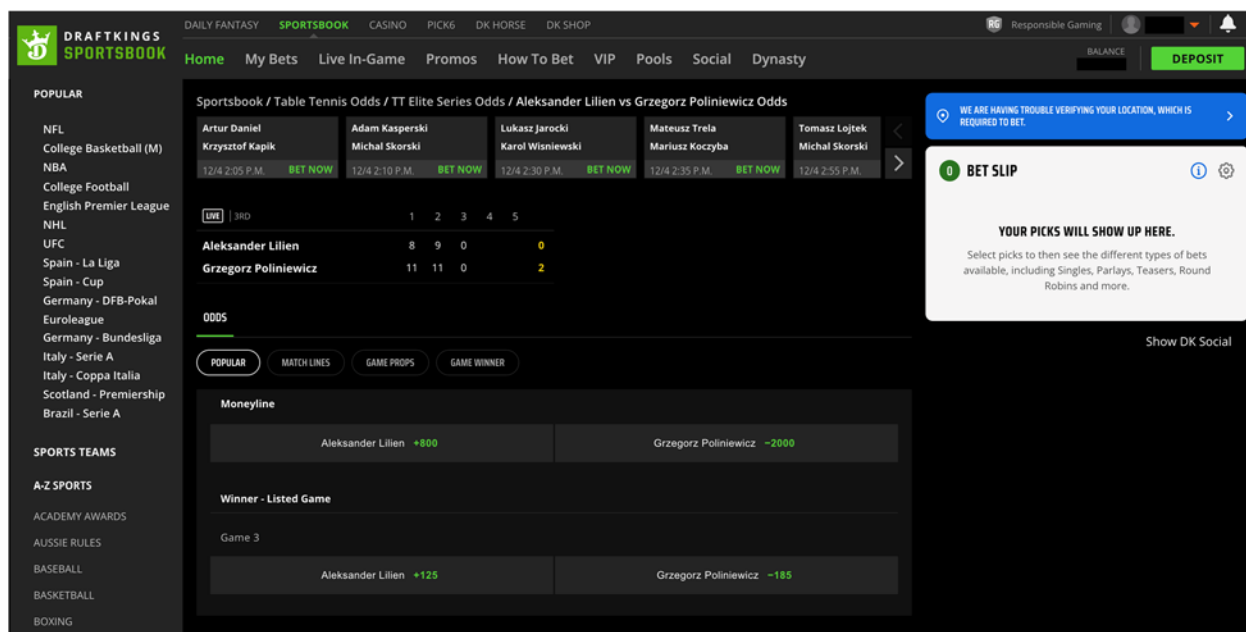 DRAFTKINGS
SPORTSBOOK
DAILY FANTASY SPORTSBOOK CASINO PICK6 DK HORSE DK SHOP
RG Responsible Gaming
Home My Bets Live In-Game Promos How To Bet VIP Pools Social Dynasty
BALANCE
DEPOSIT
POPULAR
NFL
College Basketball (M)
NBA
College Football
English Premier League
NHL
UFC
Spain - La Liga
Spain - Cup
Germany - DFB-Pokal
Euroleague
Germany - Bundesliga
Italy - Serie A
Italy - Coppa Italia
Scotland - Premiership
Brazil - Serie A
SPORTS TEAMS
A-Z SPORTS
ACADEMY AWARDS
AUSSIE RULES
BASEBALL
BASKETBALL
BOXING
Sportsbook / Table Tennis Odds / TT Elite Series Odds / Aleksander Lilien vs Grzegorz Poliniewicz Odds
Artur Daniel
Krzysztof Kapik
12/4 2:05 P.M. BET NOW
Adam Kasperski
Michal Skorski
12/4 2:10 P.M. BET NOW
Lukasz Jarocki
Karol Wisniewski
12/4 2:30 P.M. BET NOW
Mateusz Trela
Mariusz Koczyba
12/4 2:35 P.M. BET NOW
Tomasz Lojtek
Michal Skorski
12/4 2:55 P.M.
LIVE | 3RD 1 2 3 4 5
Aleksander Lilien 8 9 0 0
Grzegorz Poliniewicz 11 11 0 2
ODDS
POPULAR MATCH LINES GAME PROPS GAME WINNER
Moneyline
Aleksander Lilien +800 Grzegorz Poliniewicz −2000
Winner - Listed Game
Game 3
Aleksander Lilien +125 Grzegorz Poliniewicz −185
WE ARE HAVING TROUBLE VERIFYING YOUR LOCATION, WHICH IS
REQUIRED TO BET.
0 BET SLIP
YOUR PICKS WILL SHOW UP HERE.
Select picks to then see the different types of bets
available, including Singles, Parlays, Teasers, Round
Robins and more.
Show DK Social